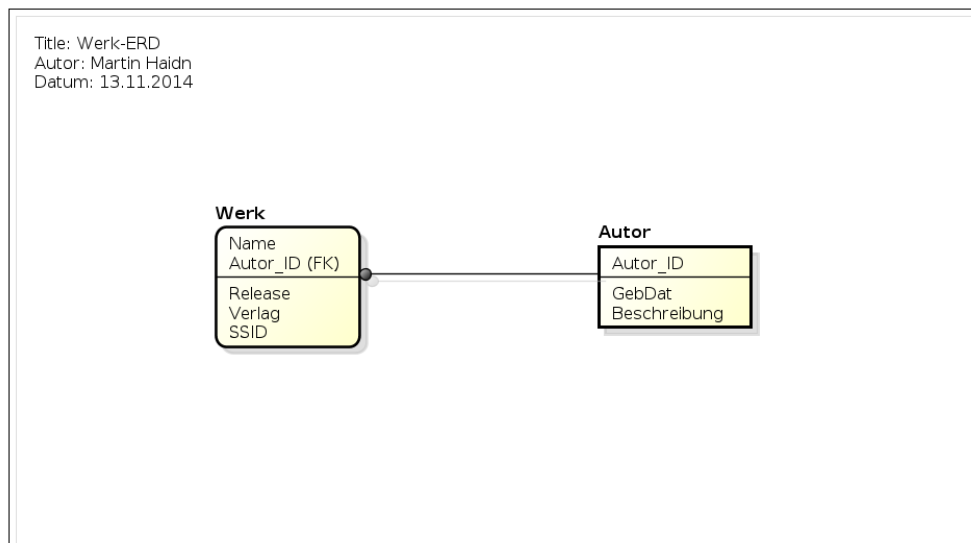 Title: Werk-ERD
Autor: Martin Haidn
Datum: 13.11.2014
Werk
Name
Autor_ID (FK)
Release
Verlag
SSID
Autor
Autor_ID
GebDat
Beschreibung